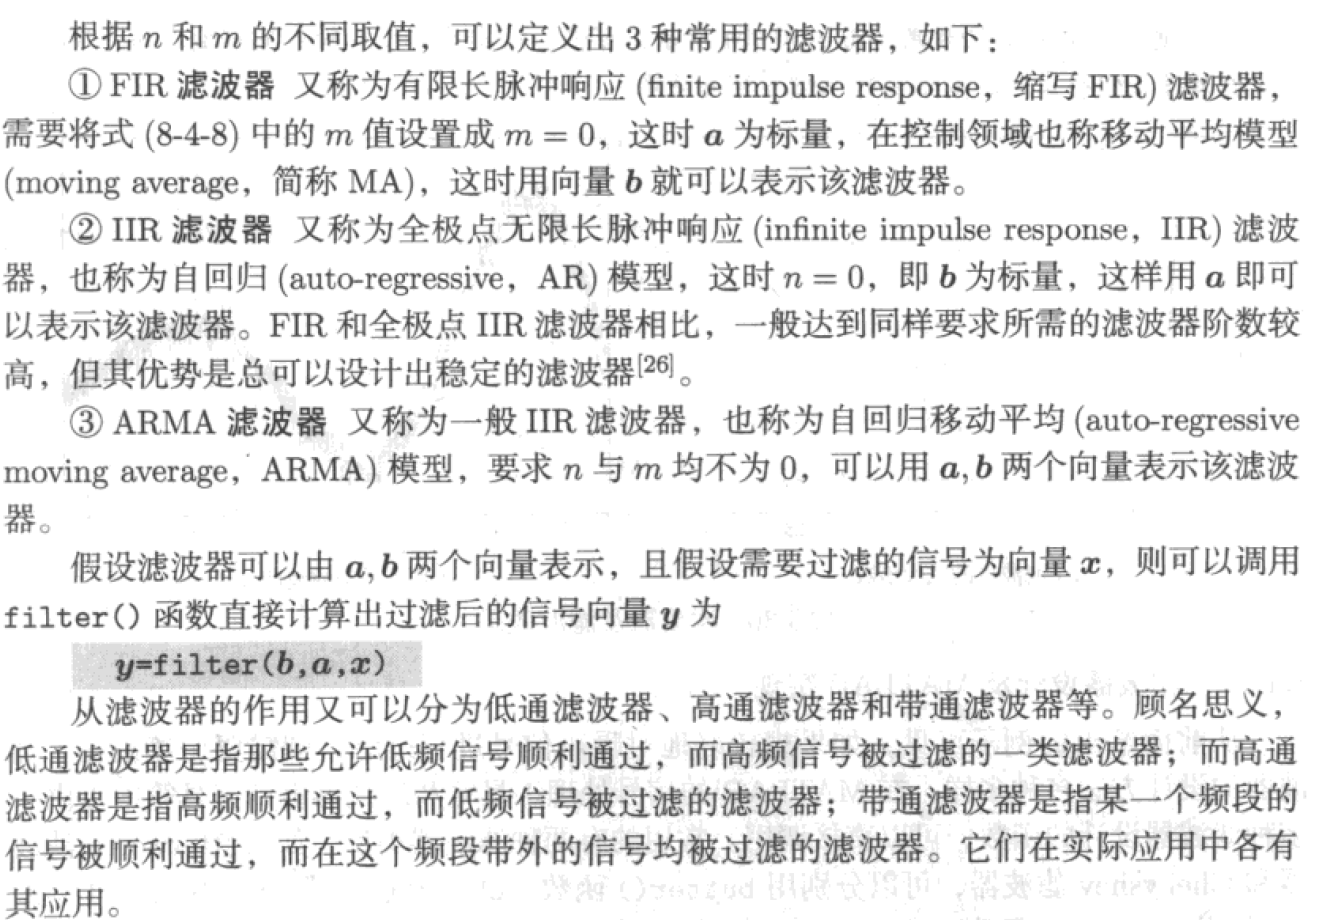 根据 n 和 m 的不同取值，可以定义出 3 种常用的滤波器，如下：
① FIR 滤波器 又称为有限长脉冲响应 (finite impulse response，缩写 FIR) 滤波器，
需要将式 (8-4-8) 中的 m 值设置成 m = 0，这时 a 为标量，在控制领域也称移动平均模型
(moving average，简称 MA)，这时用向量 b 就可以表示该滤波器。
② IIR 滤波器 又称为全极点无限长脉冲响应 (infinite impulse response，IIR) 滤波
器，也称为自回归 (auto-regressive，AR) 模型，这时 n = 0，即 b 为标量，这样用 a 即可
以表示该滤波器。FIR 和全极点 IIR 滤波器相比，一般达到同样要求所需的滤波器阶数较
高，但其优势是总可以设计出稳定的滤波器[26]。
③ ARMA 滤波器 又称为一般 IIR 滤波器，也称为自回归移动平均 (auto-regressive
moving average，ARMA) 模型，要求 n 与 m 均不为 0，可以用 a, b 两个向量表示该滤波
器。
假设滤波器可以由 a, b 两个向量表示，且假设需要过滤的信号为向量 x，则可以调用
filter() 函数直接计算出过滤后的信号向量 y 为
y=filter(b,a,x)
从滤波器的作用又可以分为低通滤波器、高通滤波器和带通滤波器等。顾名思义，
低通滤波器是指那些允许低频信号顺利通过，而高频信号被过滤的一类滤波器；而高通
滤波器是指高频顺利通过，而低频信号被过滤的滤波器；带通滤波器是指某一个频段的
信号被顺利通过，而在这个频段带外的信号均被过滤的滤波器。它们在实际应用中各有
其应用。